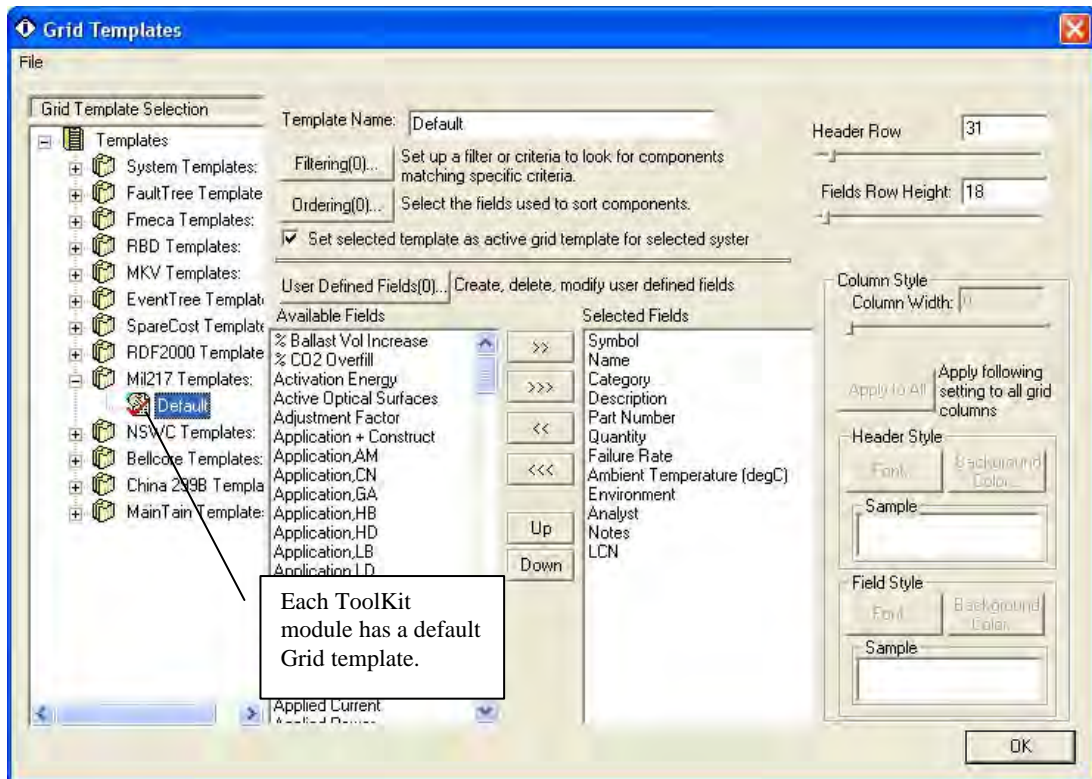 Grid Templates
File
Grid Template Selection
Templates
System Templates:
FaultTree Template
Fmeca Templates:
RBD Templates:
MKV Templates:
EventTree Templat
SpareCost Template
RDF2000 Template
Mil217 Templates:
Default
NSWC Templates:
Bellcore Templates:
China 299B Templa
MainTain Template:
Template Name: Default
Filtering(0)... Set up a filter or criteria to look for components
matching specific criteria.
Ordering(0)... Select the fields used to sort components.
Set selected template as active grid template for selected syster
User Defined Fields(0)... Create, delete, modify user defined fields
Available Fields
% Ballast Vol Increase
% CO2 Overfill
Activation Energy
Active Optical Surfaces
Adjustment Factor
Application + Construct
Application,AM
Application,CN
Application,GA
Application,HB
Application,HD
Application,LB
Application,LD
Applied Current
Applied Power
>>
>>>
<<
<<<
Up
Down
Selected Fields
Symbol
Name
Category
Description
Part Number
Quantity
Failure Rate
Ambient Temperature (degC)
Environment
Analyst
Notes
LCN
Header Row 31
Fields Row Height: 18
Column Style
Column Width: 0
Apply to All
Apply following
setting to all grid
columns
Header Style
Font...
Background
Color...
Sample
Field Style
Font...
Background
Color...
Sample
OK
Each ToolKit
module has a default
Grid template.